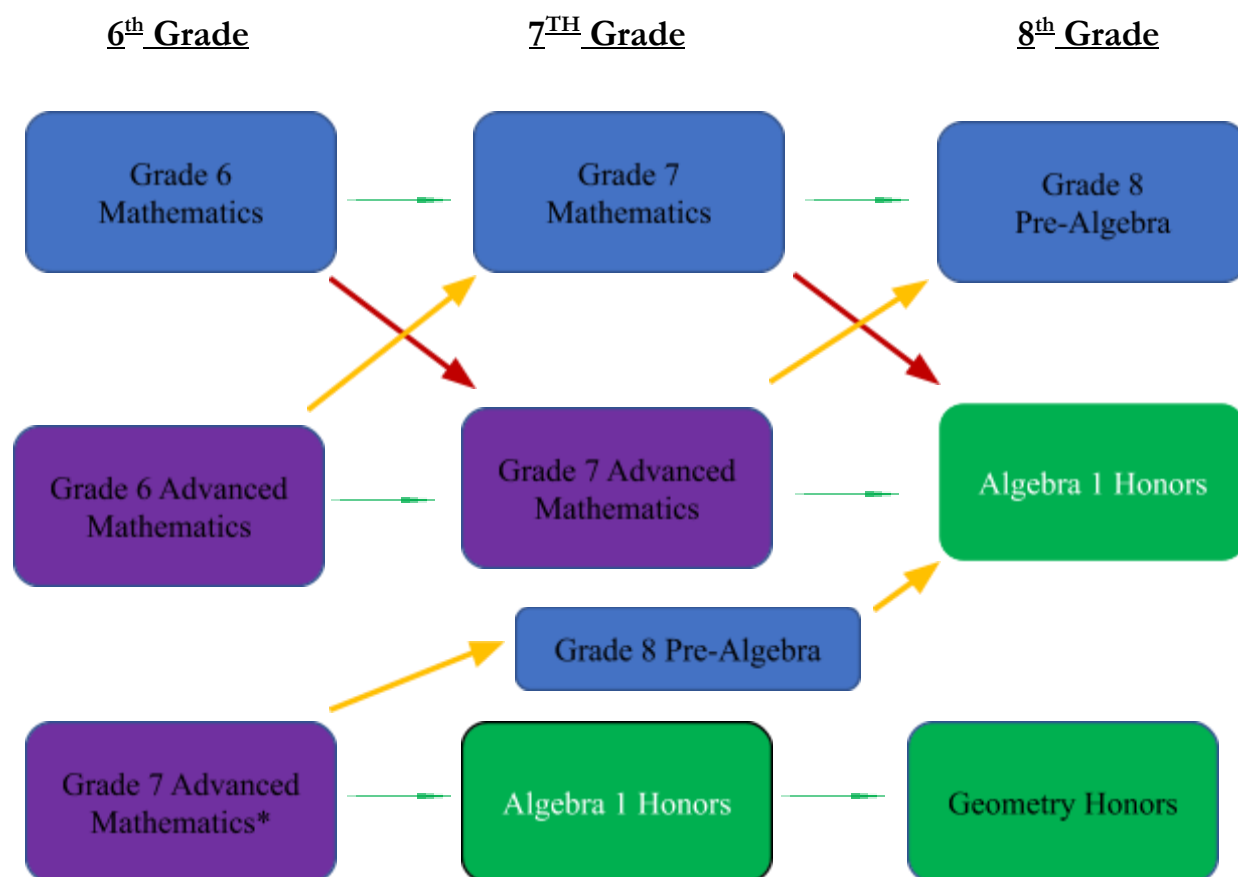 6th Grade
7TH Grade
8th Grade
Grade 6
Mathematics
Grade 7
Mathematics
Grade 8
Pre-Algebra
Grade 6 Advanced
Mathematics
Grade 7 Advanced
Mathematics
Algebra 1 Honors
Grade 8 Pre-Algebra
Grade 7 Advanced
Mathematics*
Algebra 1 Honors
Geometry Honors